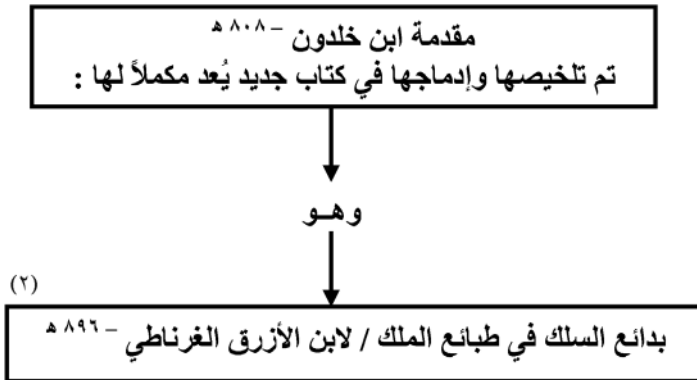 مقدمة ابن خلدون – ٨٠٨ هـ
تم تلخيصها وإدماجها في كتاب جديد يُعد مكملاً لها :
وهـو
(٢)
بدائع السلك في طبائع الملك / لابن الأزرق الغرناطي – ٨٩٦ هـ